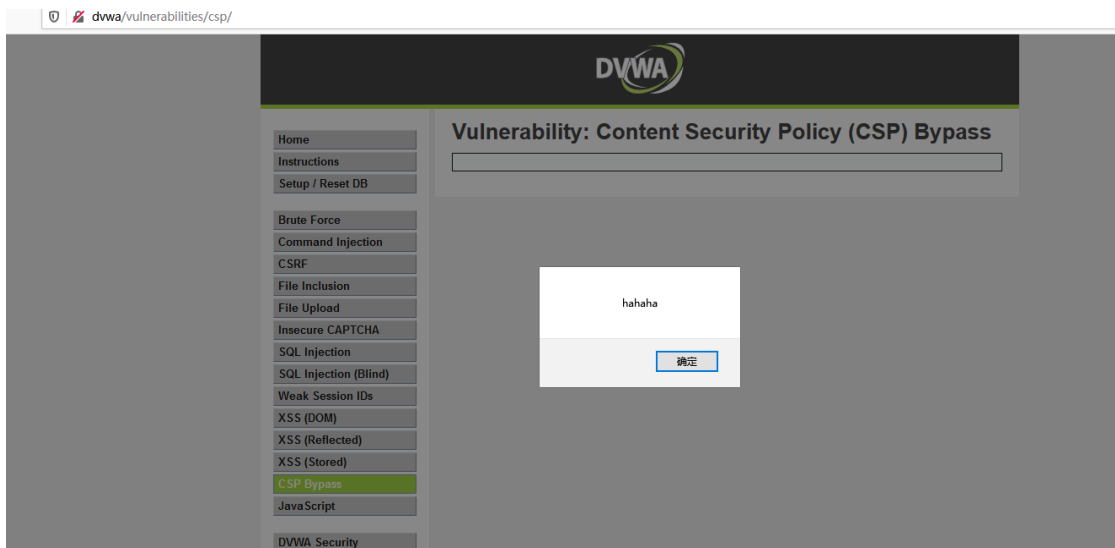 dvwa/vulnerabilities/csp/
DVWA
Vulnerability: Content Security Policy (CSP) Bypass
Home
Instructions
Setup / Reset DB
Brute Force
Command Injection
CSRF
File Inclusion
File Upload
Insecure CAPTCHA
SQL Injection
SQL Injection (Blind)
Weak Session IDs
XSS (DOM)
XSS (Reflected)
XSS (Stored)
CSP Bypass
JavaScript
DVWA Security
hahaha
确定